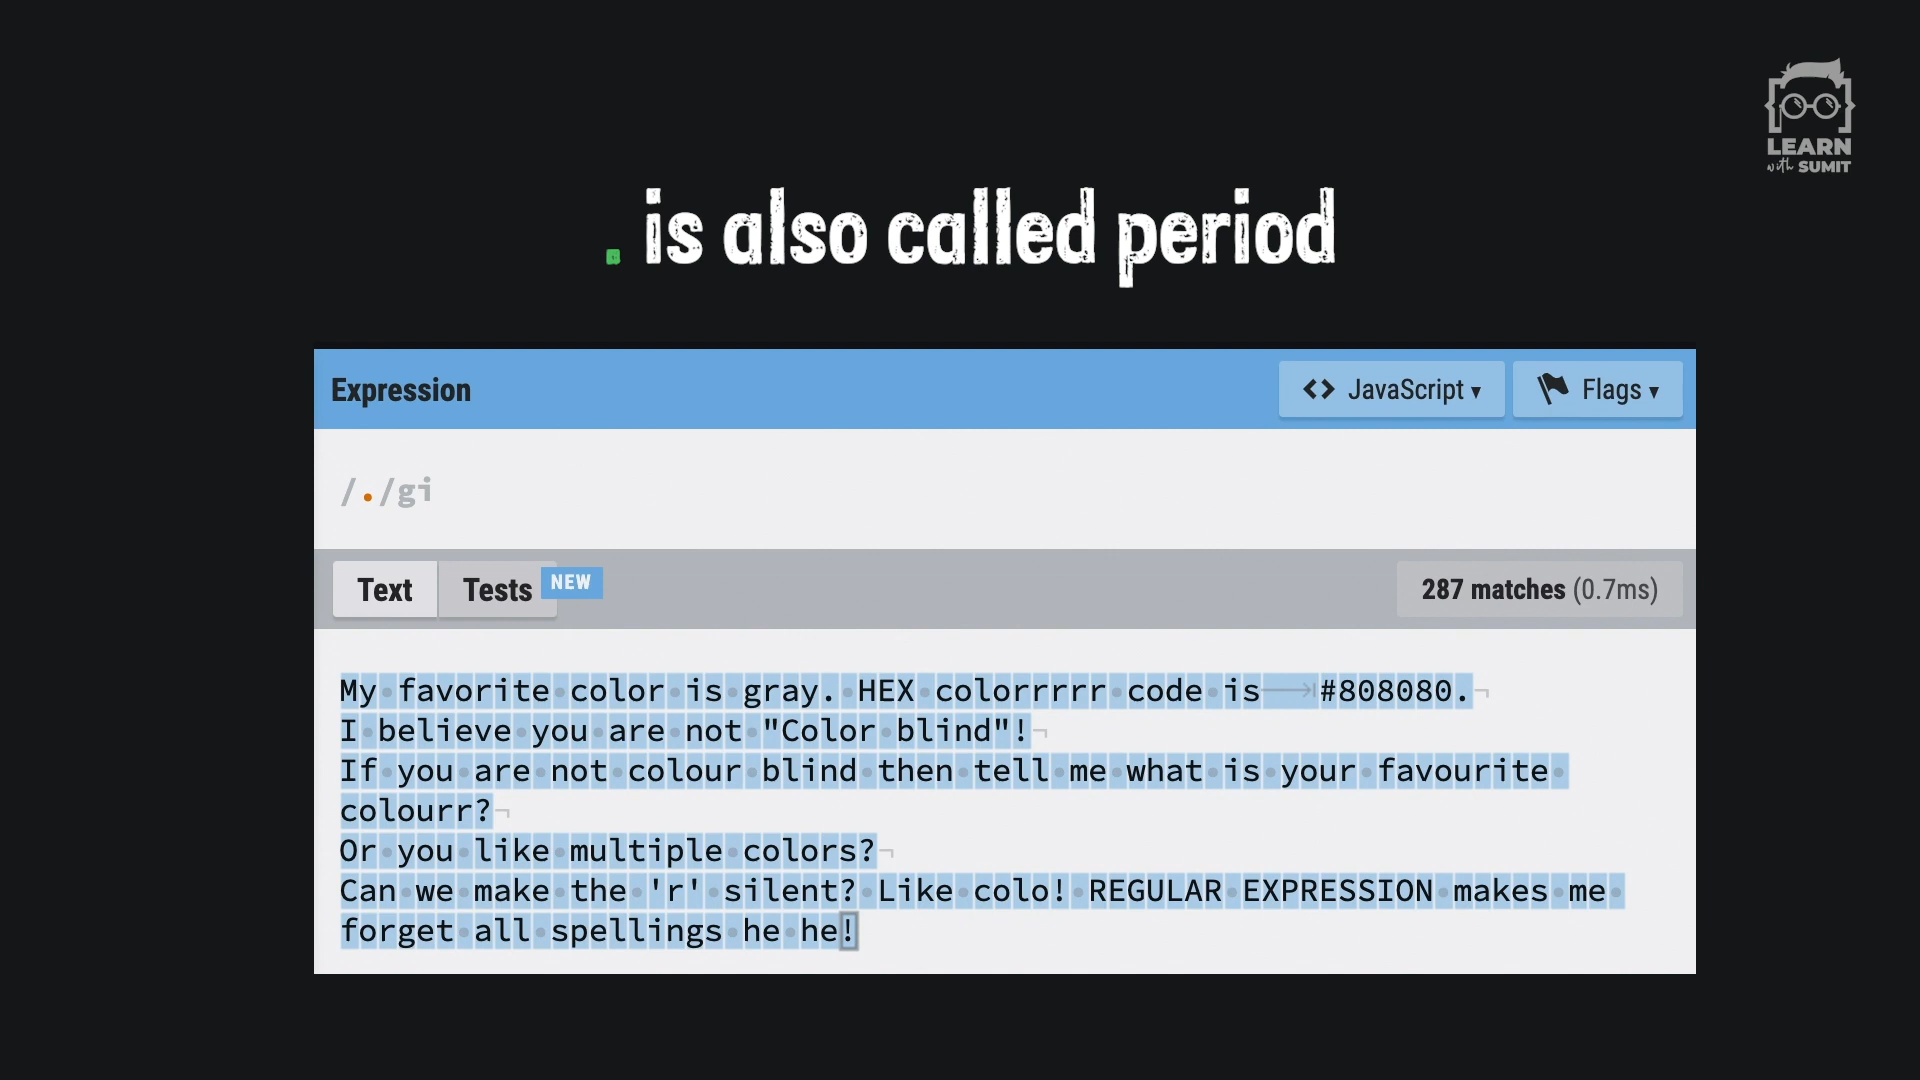 LEARN
with SUMIT
. is also called period
Expression
<> JavaScript ▾
Flags ▾
/./gi
Text
Tests
NEW
287 matches (0.7ms)
My favorite color is gray. HEX colorrrrr code is #808080.
I believe you are not "Color blind"!
If you are not colour blind then tell me what is your favourite
colourr?
Or you like multiple colors?
Can we make the 'r' silent? Like colo! REGULAR EXPRESSION makes me
forget all spellings he he!